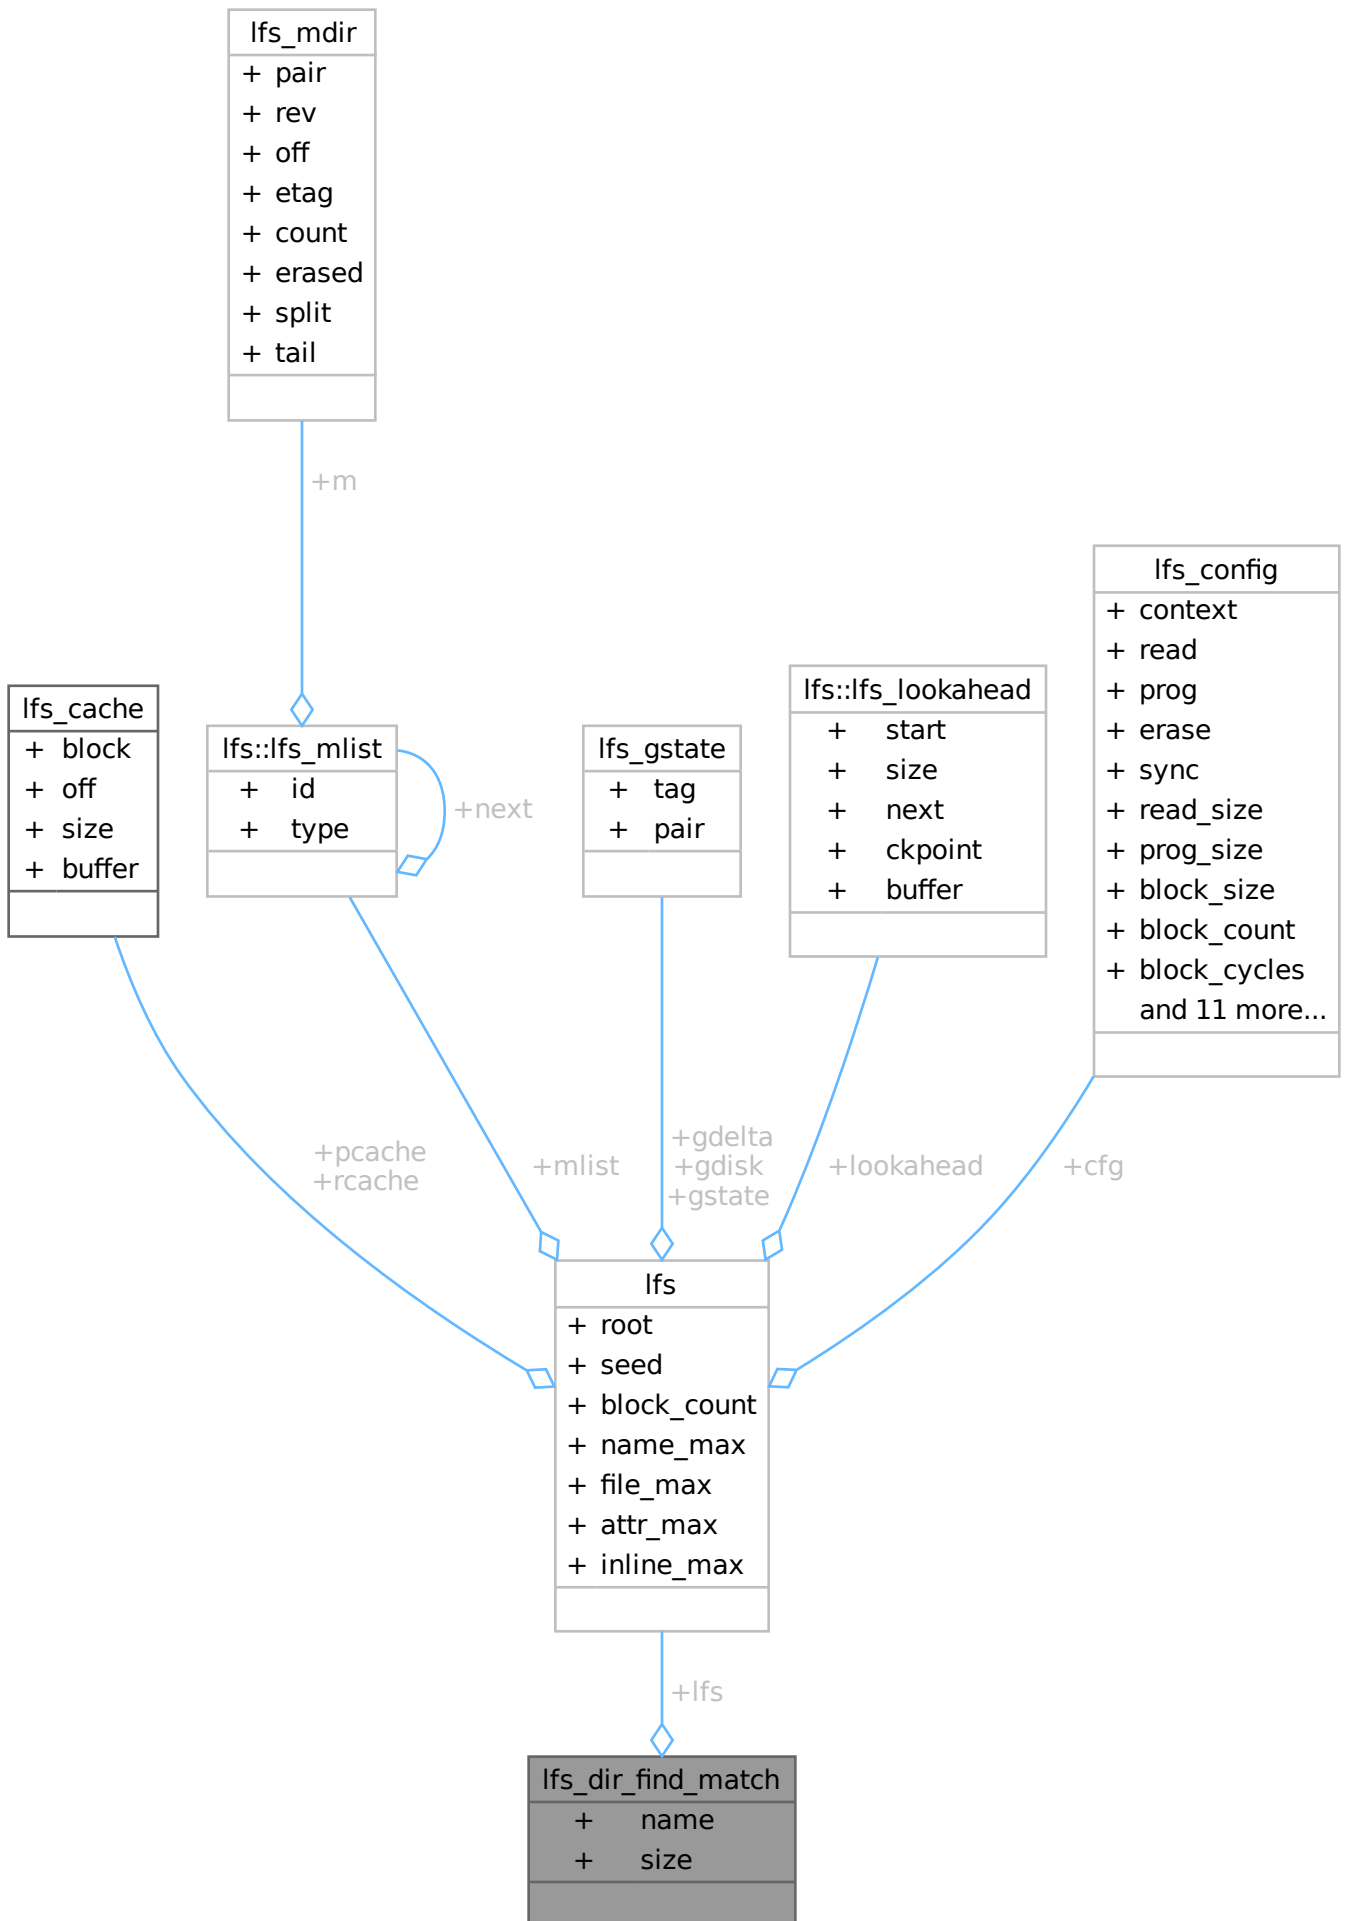 lfs_mdir
+ pair
+ rev
+ off
+ etag
+ count
+ erased
+ split
+ tail
+m
lfs_cache
+ block
+ off
+ size
+ buffer
lfs::lfs_mlist
+ id
+ type
+next
lfs_gstate
+ tag
+ pair
lfs::lfs_lookahead
+ start
+ size
+ next
+ ckpoint
+ buffer
lfs_config
+ context
+ read
+ prog
+ erase
+ sync
+ read_size
+ prog_size
+ block_size
+ block_count
+ block_cycles
and 11 more...
+pcache
+rcache
+mlist
+gdelta
+gdisk
+gstate
+lookahead
+cfg
lfs
+ root
+ seed
+ block_count
+ name_max
+ file_max
+ attr_max
+ inline_max
+lfs
lfs_dir_find_match
+ name
+ size